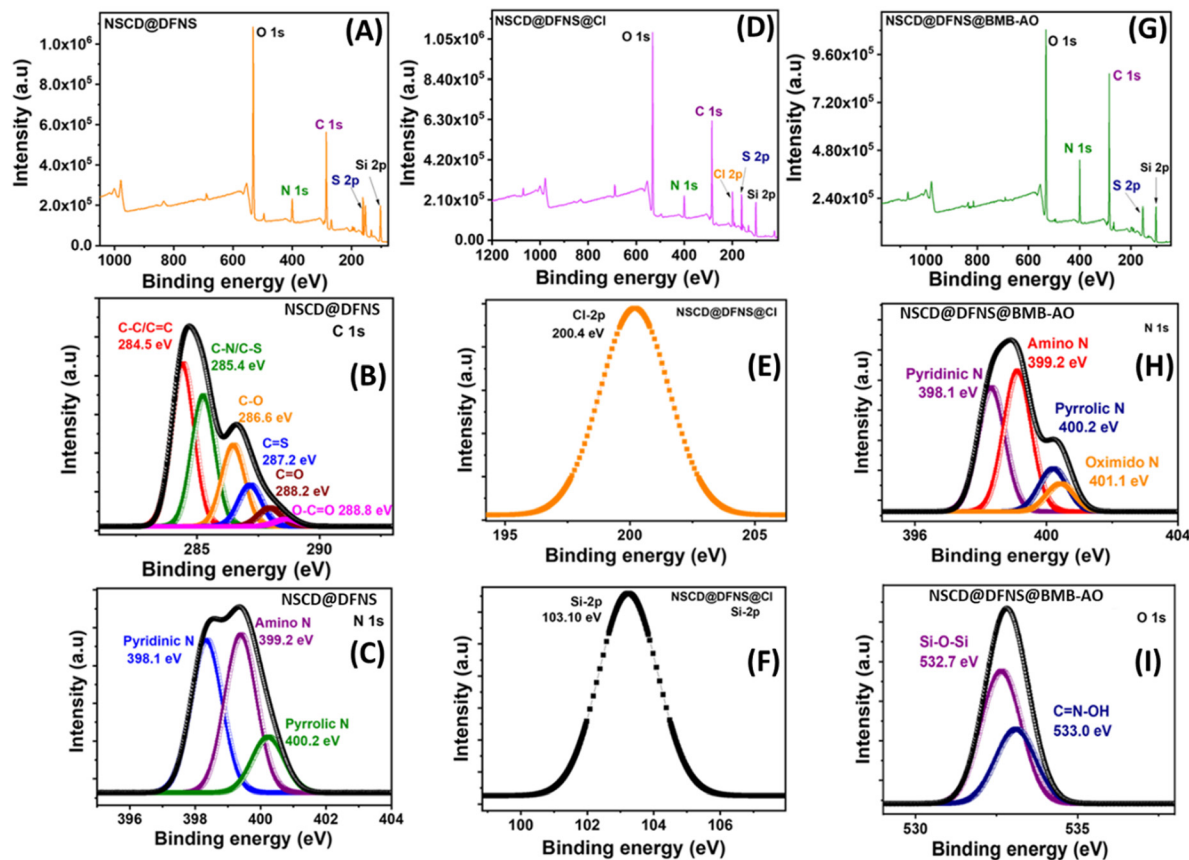 NSCD@DFNS
(A)
O 1s
C 1s
N 1s
S 2p
Si 2p
Intensity (a.u)
1.0x10⁶
8.0x10⁵
6.0x10⁵
4.0x10⁵
2.0x10⁵
0.0
1000 800 600 400 200
Binding energy (eV)
NSCD@DFNS@Cl
(D)
O 1s
C 1s
N 1s
Cl 2p
S 2p
Si 2p
Intensity (a.u)
1.05x10⁶
8.40x10⁵
6.30x10⁵
4.20x10⁵
2.10x10⁵
0.00
1200 1000 800 600 400 200
Binding energy (eV)
NSCD@DFNS@BMB-AO
(G)
O 1s
C 1s
N 1s
S 2p
Si 2p
Intensity (a.u)
9.60x10⁵
7.20x10⁵
4.80x10⁵
2.40x10⁵
1000 800 600 400 200
Binding energy (eV)
NSCD@DFNS
C 1s
(B)
C-C/C=C
284.5 eV
C-N/C-S
285.4 eV
C-O
286.6 eV
C=S
287.2 eV
C=O
288.2 eV
O-C=O 288.8 eV
Intensity (a.u)
285 290
Binding energy (eV)
Cl-2p
200.4 eV
NSCD@DFNS@Cl
(E)
Intensity (a.u)
195 200 205
Binding energy (eV)
NSCD@DFNS@BMB-AO
N 1s
(H)
Amino N
399.2 eV
Pyridinic N
398.1 eV
Pyrrolic N
400.2 eV
Oximido N
401.1 eV
Intensity (a.u)
396 398 400 402 404
Binding energy (eV)
NSCD@DFNS
N 1s
(C)
Pyridinic N
398.1 eV
Amino N
399.2 eV
Pyrrolic N
400.2 eV
Intensity (a.u)
396 398 400 402 404
Binding energy (eV)
Si-2p
103.10 eV
NSCD@DFNS@Cl
Si-2p
(F)
Intensity (a.u)
100 102 104 106
Binding energy (eV)
NSCD@DFNS@BMB-AO
O 1s
(I)
Si-O-Si
532.7 eV
C=N-OH
533.0 eV
Intensity (a.u)
530 535
Binding energy (eV)